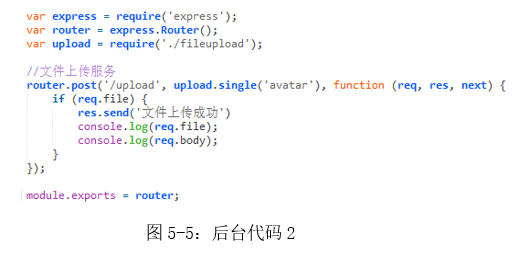 var express = require('express');
var router = express.Router();
var upload = require('./fileupload');
//文件上传服务
router.post('/upload', upload.single('avatar'), function (req, res, next) {
if (req.file) {
res.send('文件上传成功')
console.log(req.file);
console.log(req.body);
}
});
module.exports = router;
图 5-5：后台代码 2